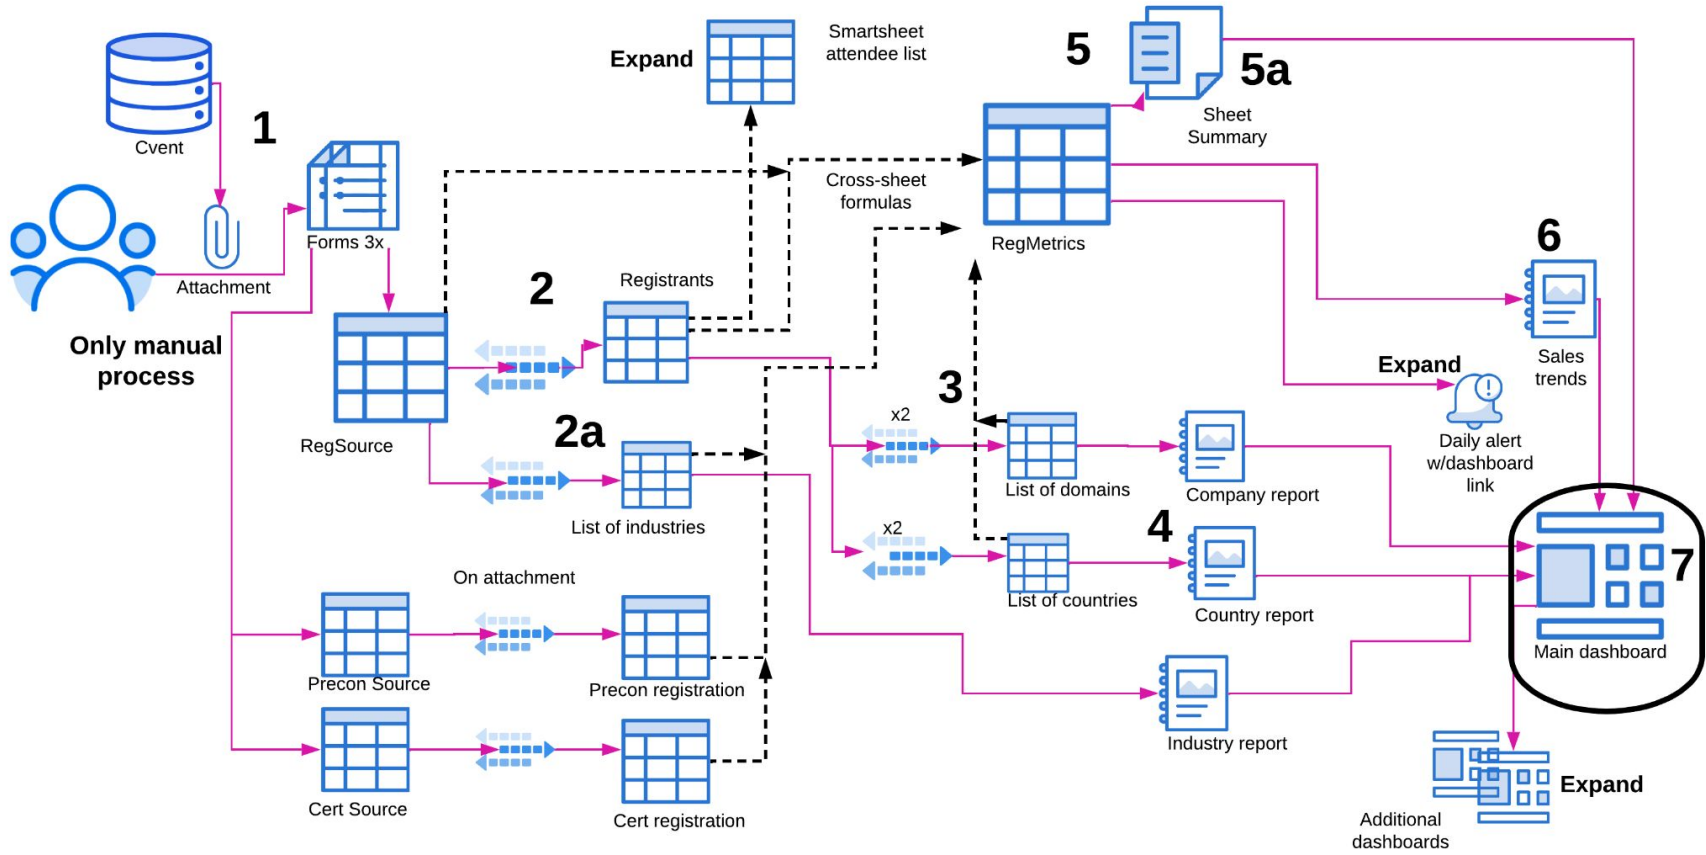 Cvent
1
Attachment
Forms 3x
Only manual
process
Expand
Smartsheet
attendee list
5
5a
Sheet
Summary
Cross-sheet
formulas
RegMetrics
2
Registrants
RegSource
2a
List of industries
3
x2
List of domains
Company report
x2
List of countries
4
Country report
6
Sales
trends
Expand
Daily alert
w/dashboard
link
On attachment
Precon Source
Precon registration
Cert Source
Cert registration
Industry report
7
Main dashboard
Expand
Additional
dashboards